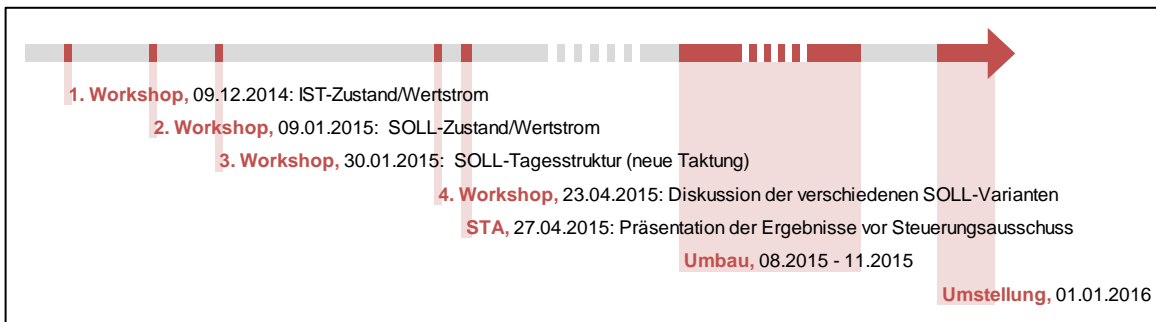 1. Workshop, 09.12.2014: IST-Zustand/Wertstrom
2. Workshop, 09.01.2015: SOLL-Zustand/Wertstrom
3. Workshop, 30.01.2015: SOLL-Tagesstruktur (neue Taktung)
4. Workshop, 23.04.2015: Diskussion der verschiedenen SOLL-Varianten
STA, 27.04.2015: Präsentation der Ergebnisse vor Steuerungsausschuss
Umbau, 08.2015 - 11.2015
Umstellung, 01.01.2016